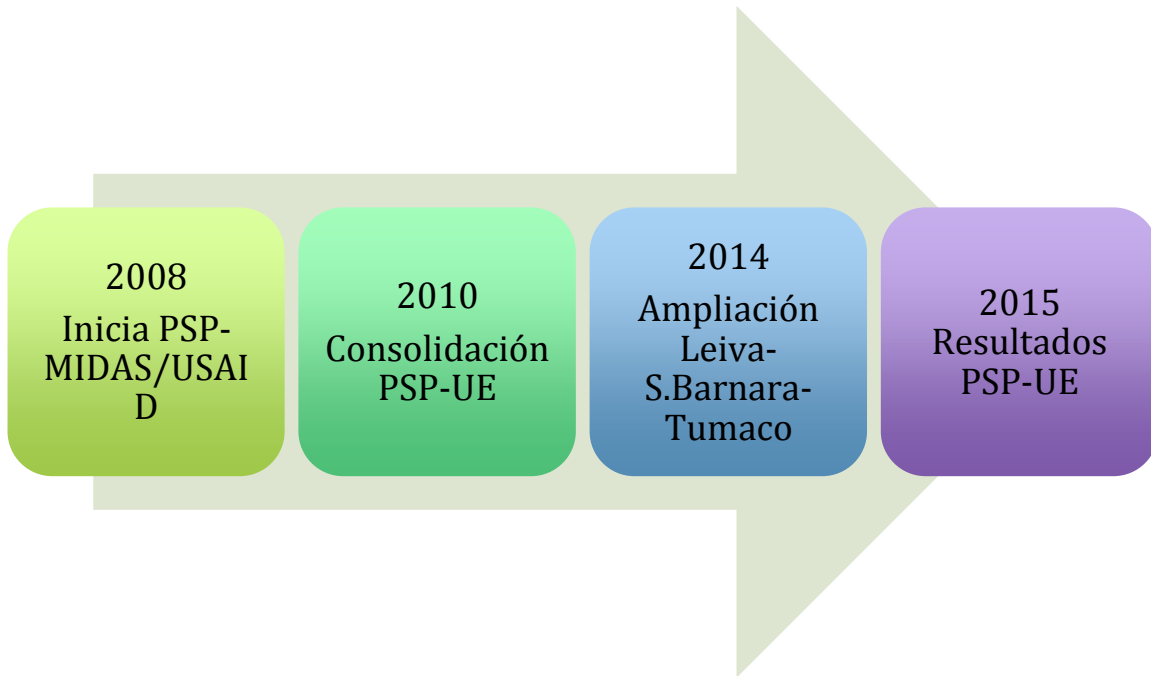 2008
Inicia PSP-
MIDAS/USAI
D
2010
Consolidación
PSP-UE
2014
Ampliación
Leiva-
S.Barnara-
Tumaco
2015
Resultados
PSP-UE